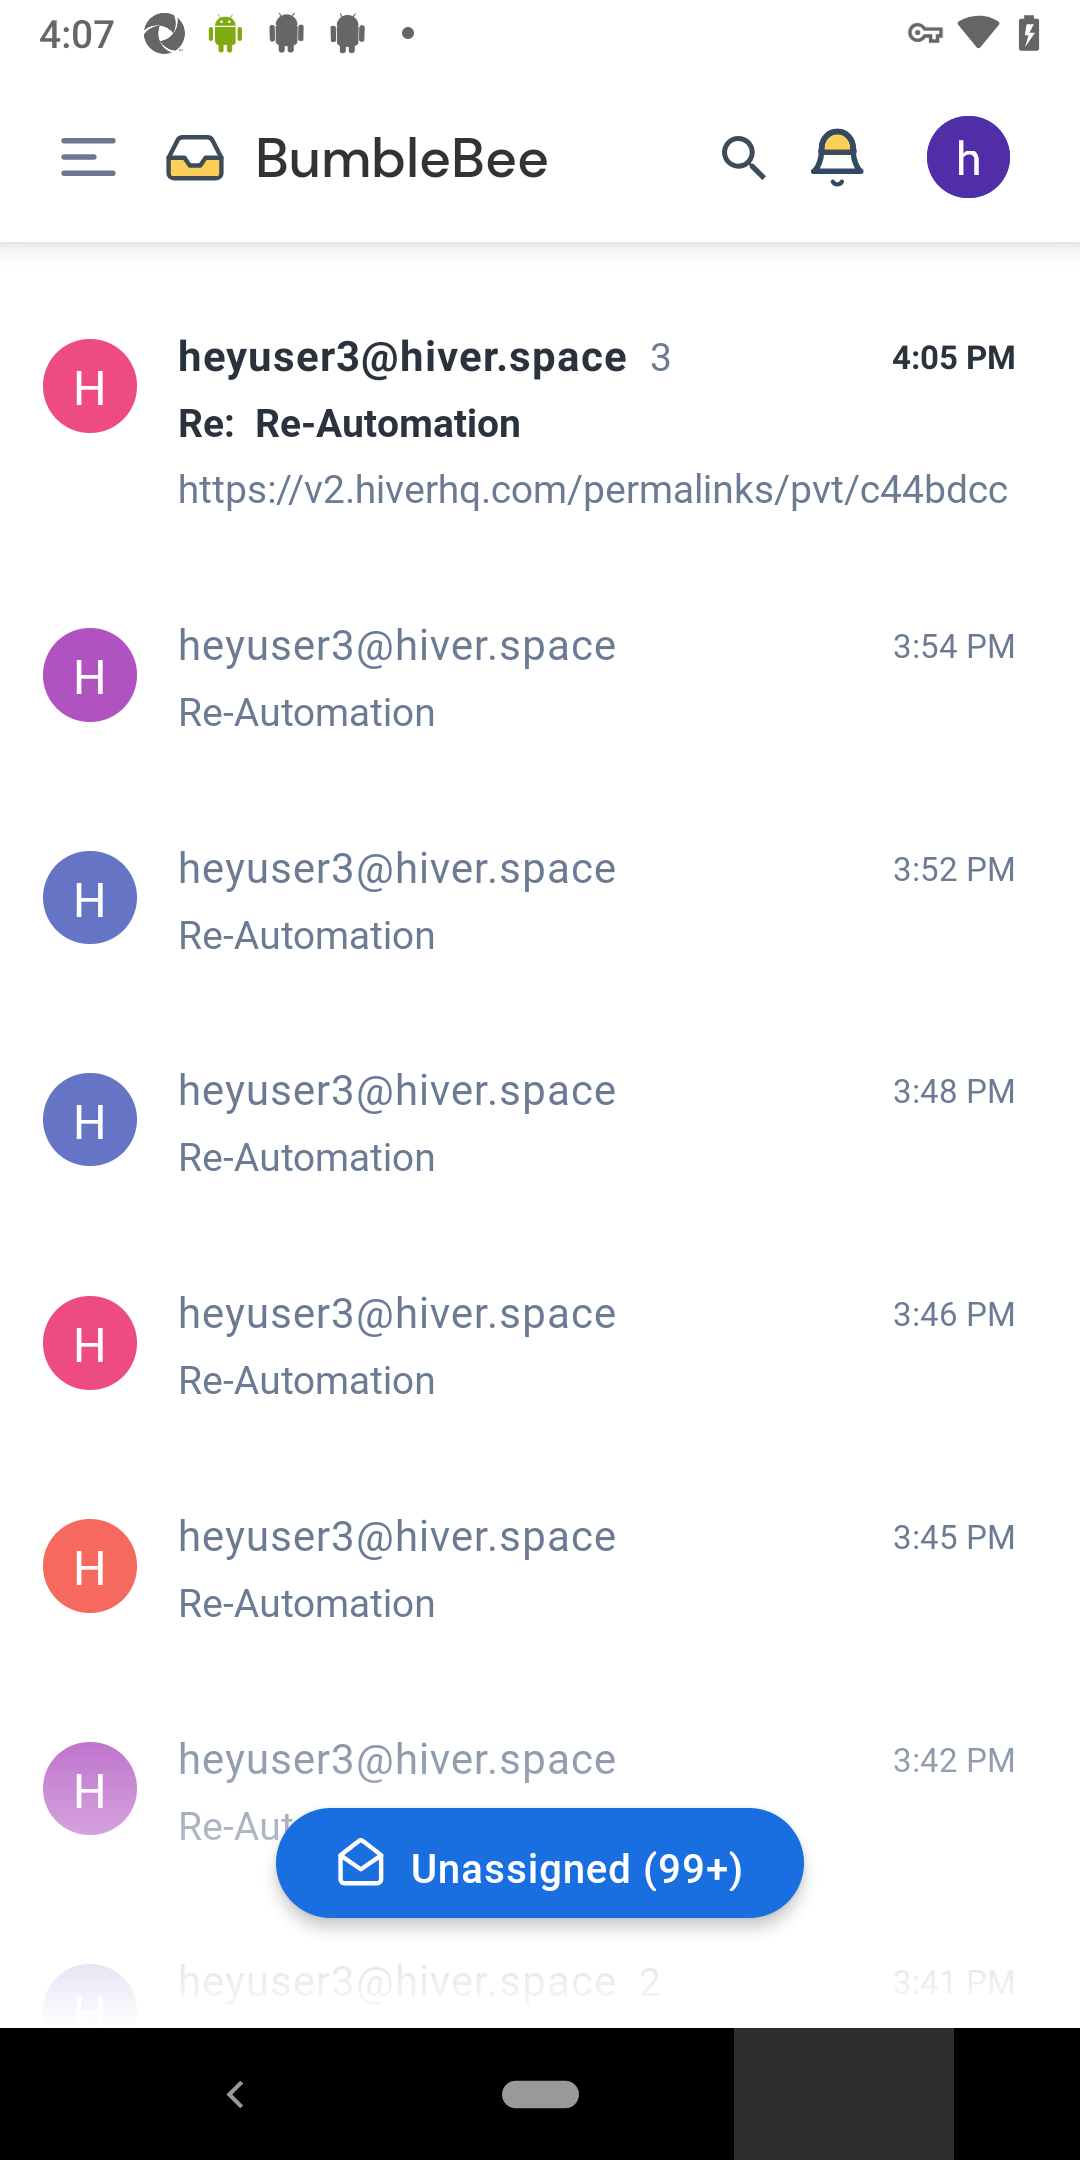 4:07
BumbleBee
h
H
heyuser3@hiver.space 3 4:05 PM
Re: Re-Automation
https://v2.hiverhq.com/permalinks/pvt/c44bdcc
H
heyuser3@hiver.space 3:54 PM
Re-Automation
H
heyuser3@hiver.space 3:52 PM
Re-Automation
H
heyuser3@hiver.space 3:48 PM
Re-Automation
H
heyuser3@hiver.space 3:46 PM
Re-Automation
H
heyuser3@hiver.space 3:45 PM
Re-Automation
H
heyuser3@hiver.space 3:42 PM
Re-Aut
Unassigned (99+)
H
heyuser3@hiver.space 2 3:41 PM